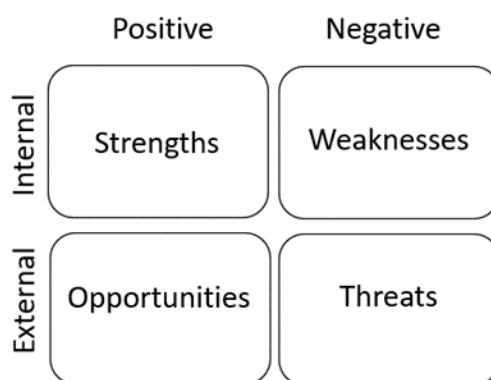 Positive
Negative
Internal
Strengths
Weaknesses
External
Opportunities
Threats